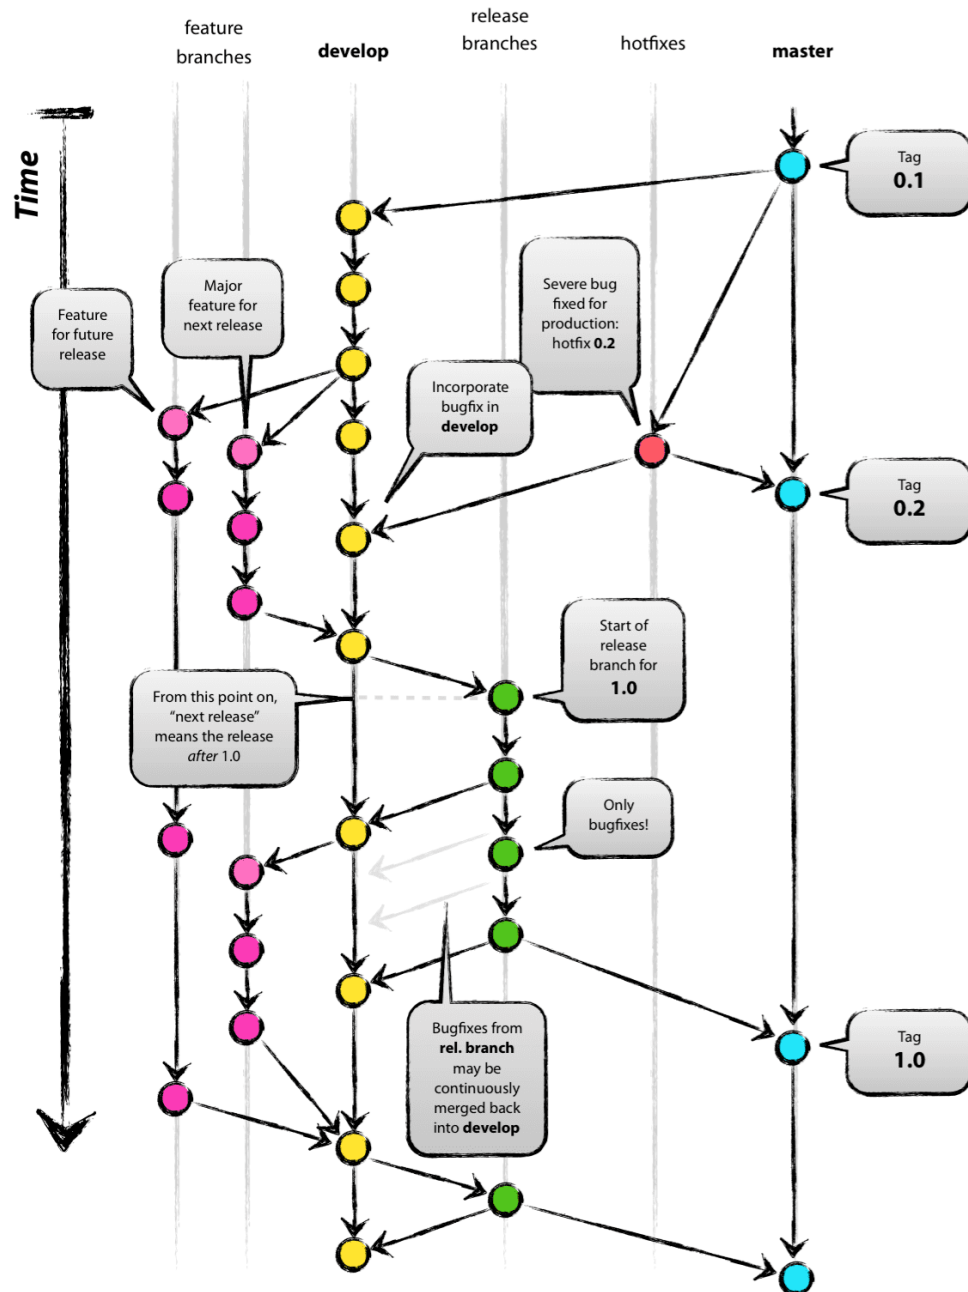 feature
branches
develop
release
branches
hotfixes
master
Time
Tag
0.1
Severe bug
fixed for
production:
hotfix 0.2
Major
feature for
next release
Feature
for future
release
Incorporate
bugfix in
develop
Tag
0.2
Start of
release
branch for
1.0
From this point on,
“next release”
means the release
after 1.0
Only
bugfixes!
Bugfixes from
rel. branch
may be
continuously
merged back
into develop
Tag
1.0